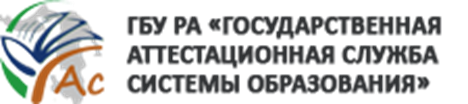 Ас
ГБУ РА «ГОСУДАРСТВЕННАЯ
АТТЕСТАЦИОННАЯ СЛУЖБА
СИСТЕМЫ ОБРАЗОВАНИЯ»